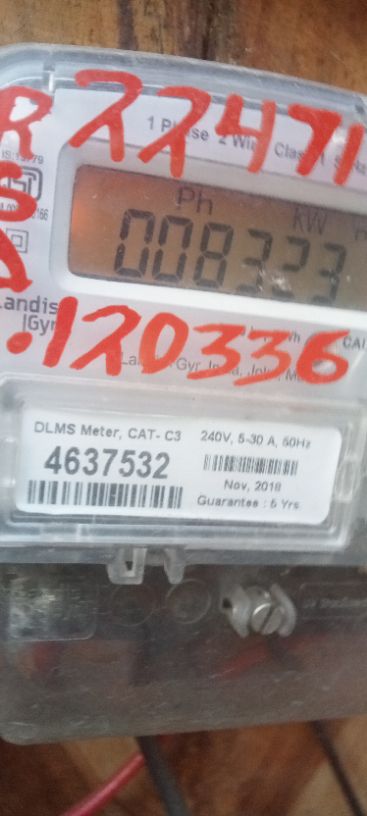 R 22471
1 Phase 2 Wire Class 1
Ph kW
008323
S
Landis
|Gyr
.120336
DLMS Meter, CAT- C3 240V, 5-30 A, 50Hz
4637532
Nov, 2018
Guarantee : 5 Yrs